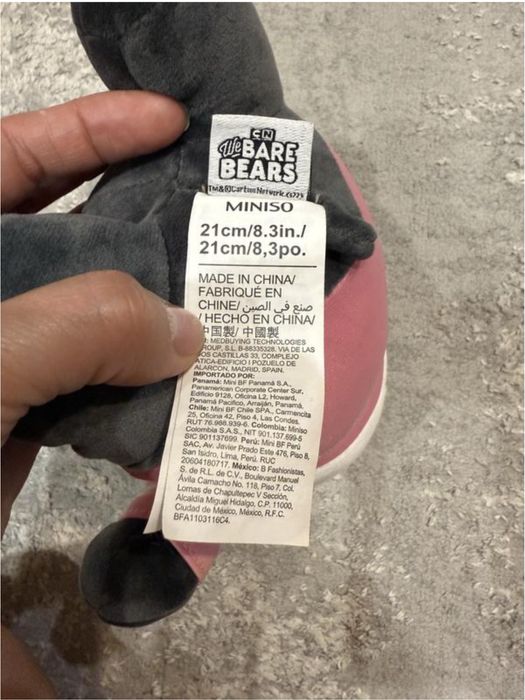 CN
We BARE
BEARS
TM&©Cartoon Network.(s22)
MINISO
21cm/8.3in./
21cm/8,3po.
MADE IN CHINA/
FABRIQUÉ EN
CHINE/ صنع في الصين
/ HECHO EN CHINA/
中国製/ 中國製
: MEDBUYING TECHNOLOGIES
GROUP, S.L. B-88335328. VIA DE LAS
DOS CASTILLAS 33, COMPLEJO
ATICA-EDIFICIO I POZUELO DE
ALARCON, MADRID, SPAIN.
IMPORTADO POR:
Panamá: Mini BF Panamá S.A.,
Panamerican Corporate Center Sur,
Edificio 9128, Oficina L2, Howard,
Panamá Pacífico, Arraiján, Panamá.
Chile: Mini BF Chile SPA., Carmencita
25, Oficina 42, Piso 4, Las Condes.
RUT 76.988.939-6. Colombia: Miniso
Colombia S.A.S., NIT 901.137.699-5
SIC 901137699. Perú: Mini BF Perú
SAC, Av. Javier Prado Este 476, Piso 8,
San Isidro, Lima, Perú. RUC
20604180717. México: B Fashionistas,
S. de R.L. de C.V., Boulevard Manuel
Ávila Camacho No. 118, Piso 7, Col.
Lomas de Chapultepec V Sección,
Alcaldía Miguel Hidalgo, C.P. 11000,
Ciudad de México, México, R.F.C.
BFA1103116C4.